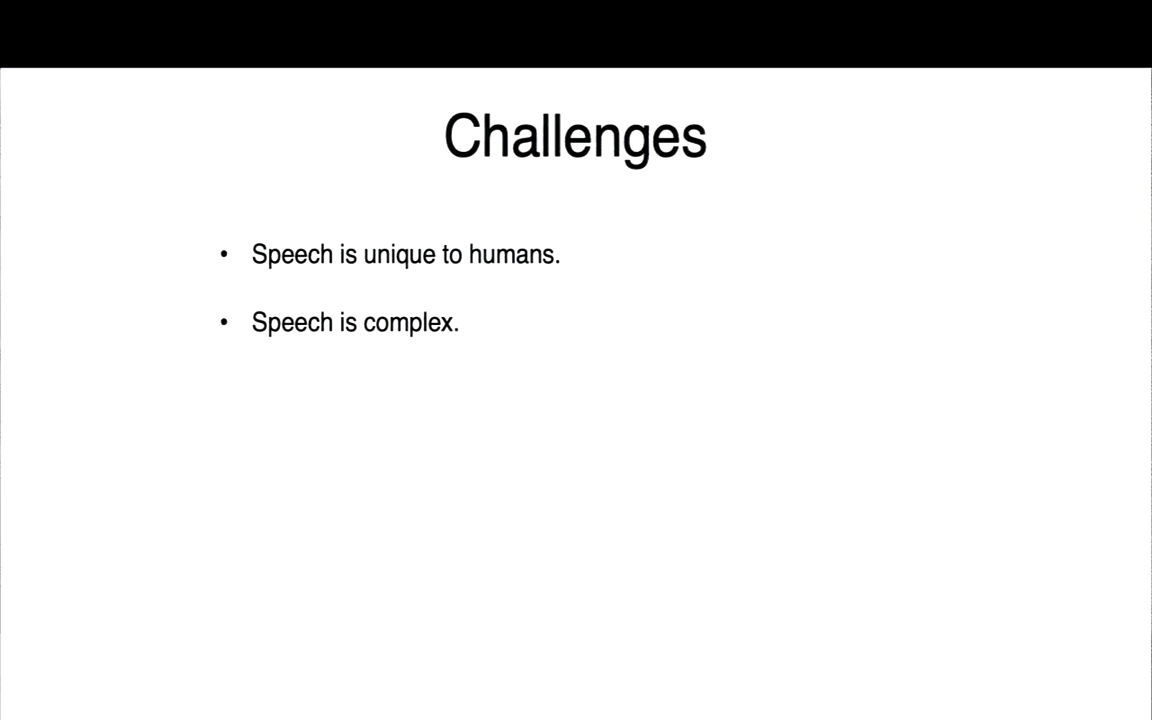 Challenges
• Speech is unique to humans.
• Speech is complex.